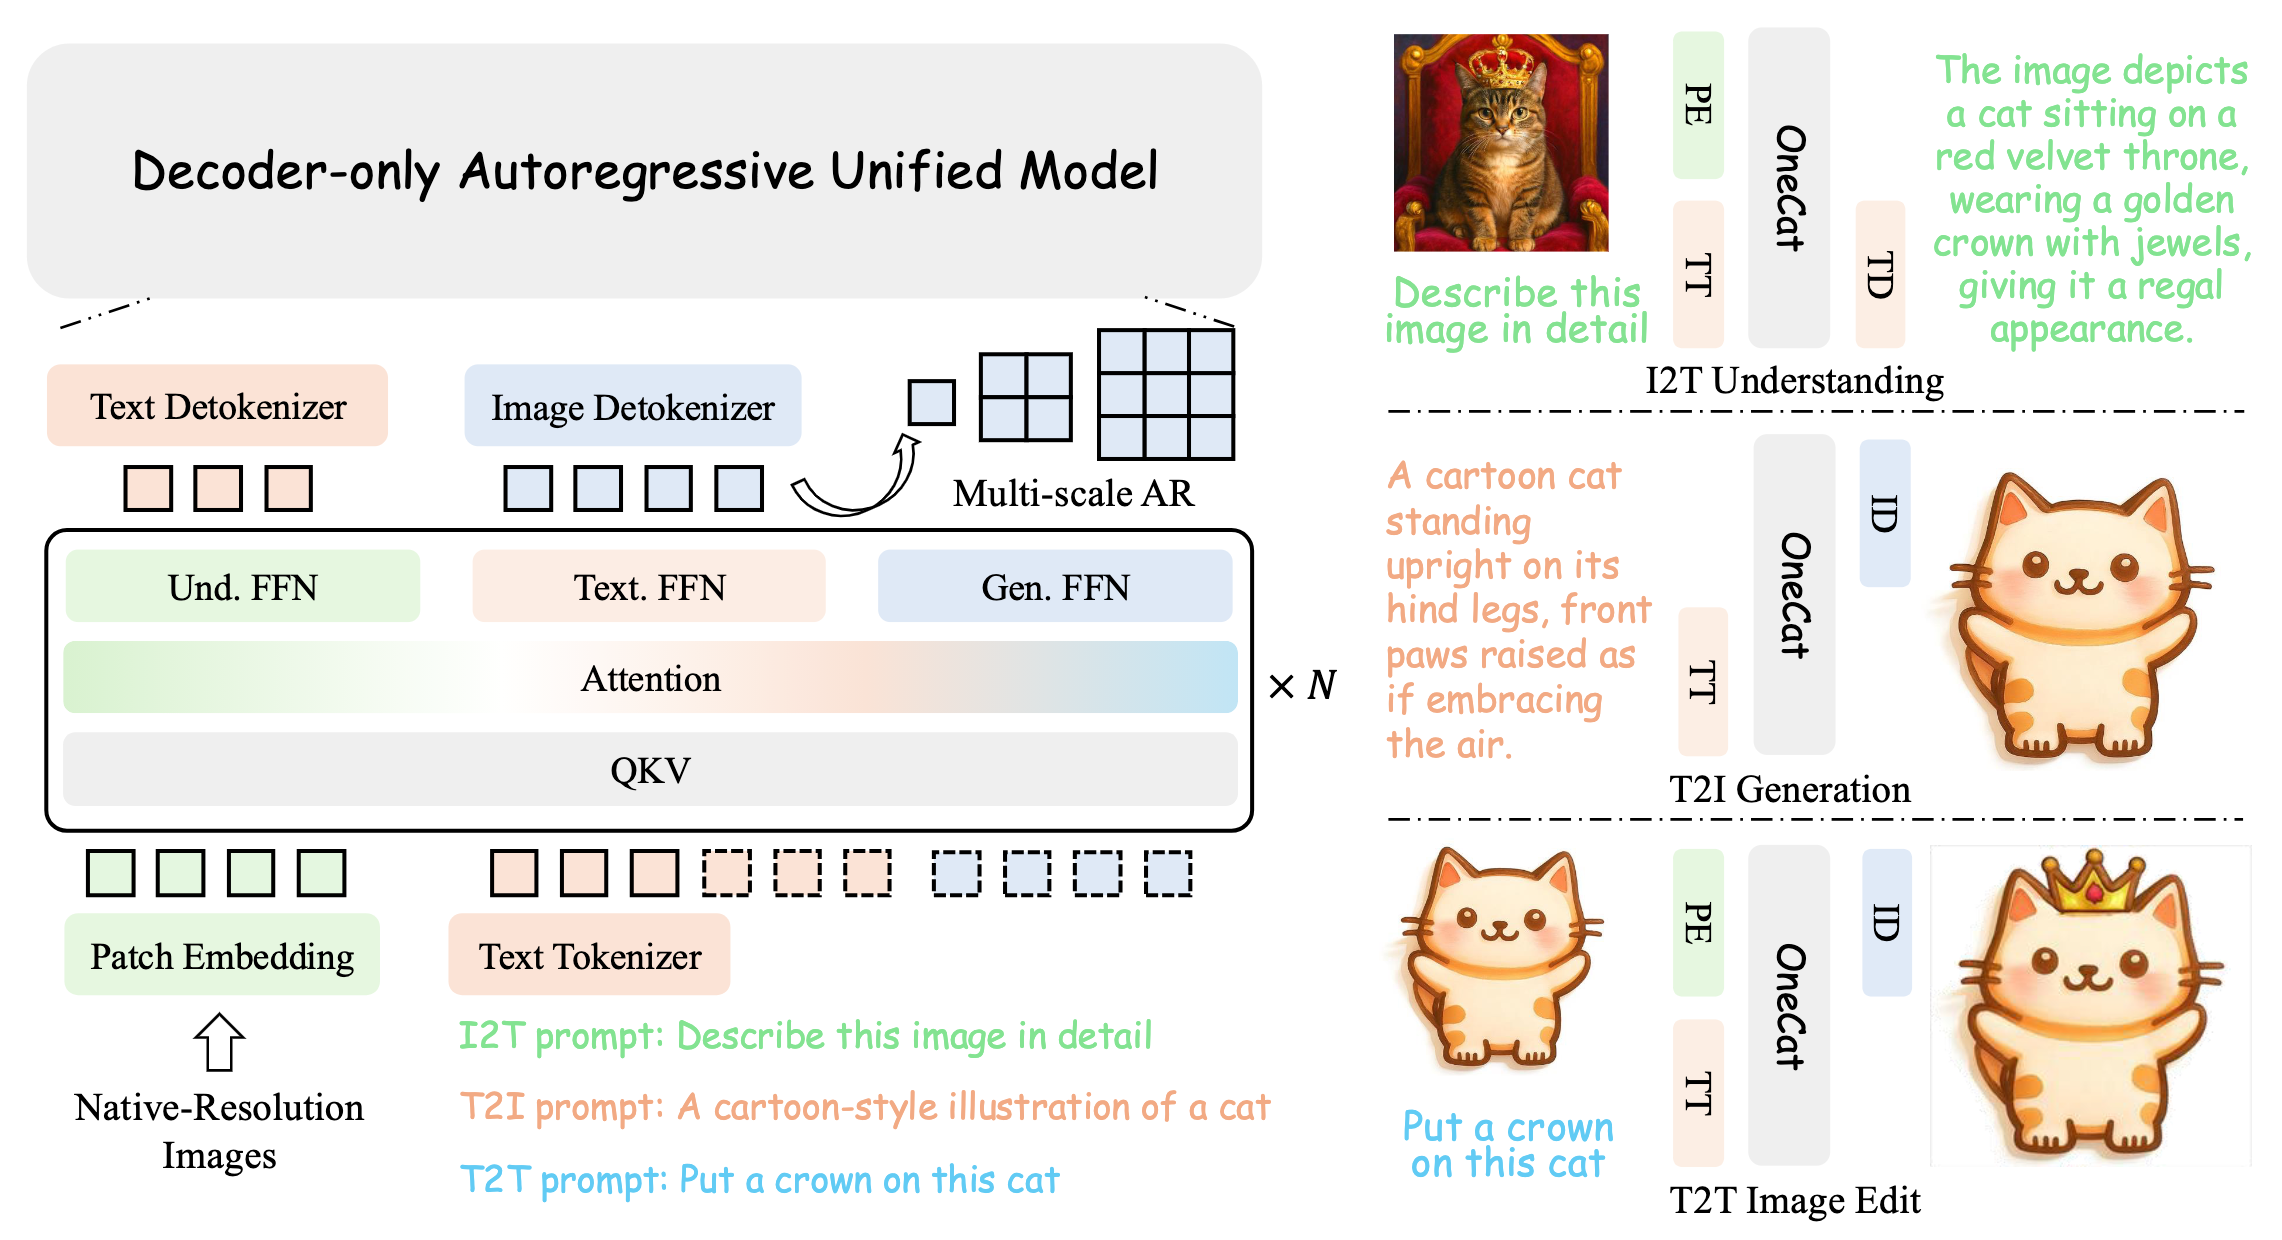 Decoder-only Autoregressive Unified Model
Text Detokenizer
Image Detokenizer
Multi-scale AR
Und. FFN
Text. FFN
Gen. FFN
Attention
QKV
× N
Patch Embedding
Text Tokenizer
Native-Resolution
Images
I2T prompt: Describe this image in detail
T2I prompt: A cartoon-style illustration of a cat
T2T prompt: Put a crown on this cat
Describe this
image in detail
PE
TT
OneCat
TD
The image depicts
a cat sitting on a
red velvet throne,
wearing a golden
crown with jewels,
giving it a regal
appearance.
I2T Understanding
A cartoon cat
standing
upright on its
hind legs, front
paws raised as
if embracing
the air.
TT
OneCat
ID
T2I Generation
Put a crown
on this cat
PE
TT
OneCat
ID
T2T Image Edit